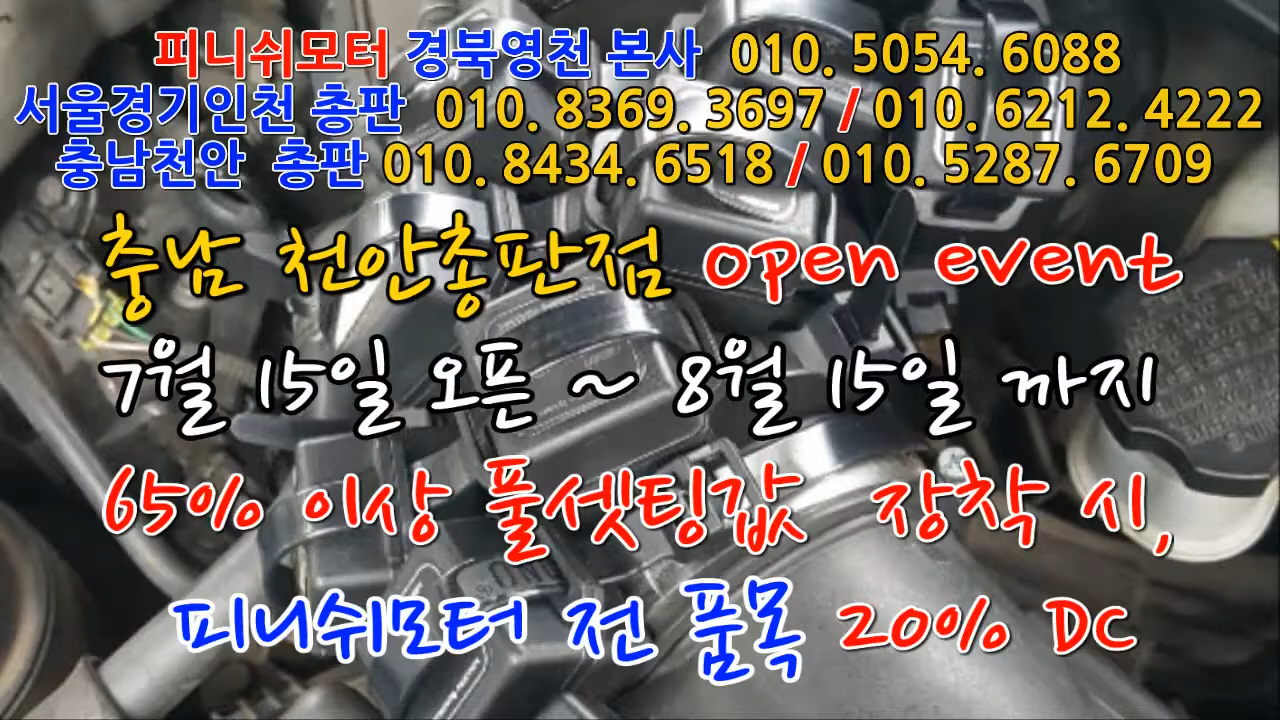 피니쉬모터 경북영천 본사 010. 5054. 6088
서울경기인천 총판 010. 8369. 3697 / 010. 6212. 4222
충남천안 총판 010. 8434. 6518 / 010. 5287. 6709
충남 천안총판점 open event
7월 15일 오픈 ~ 8월 15일 까지
65% 이상 풀셋팅값 장착 시,
피니쉬모터 전 품목 20% DC